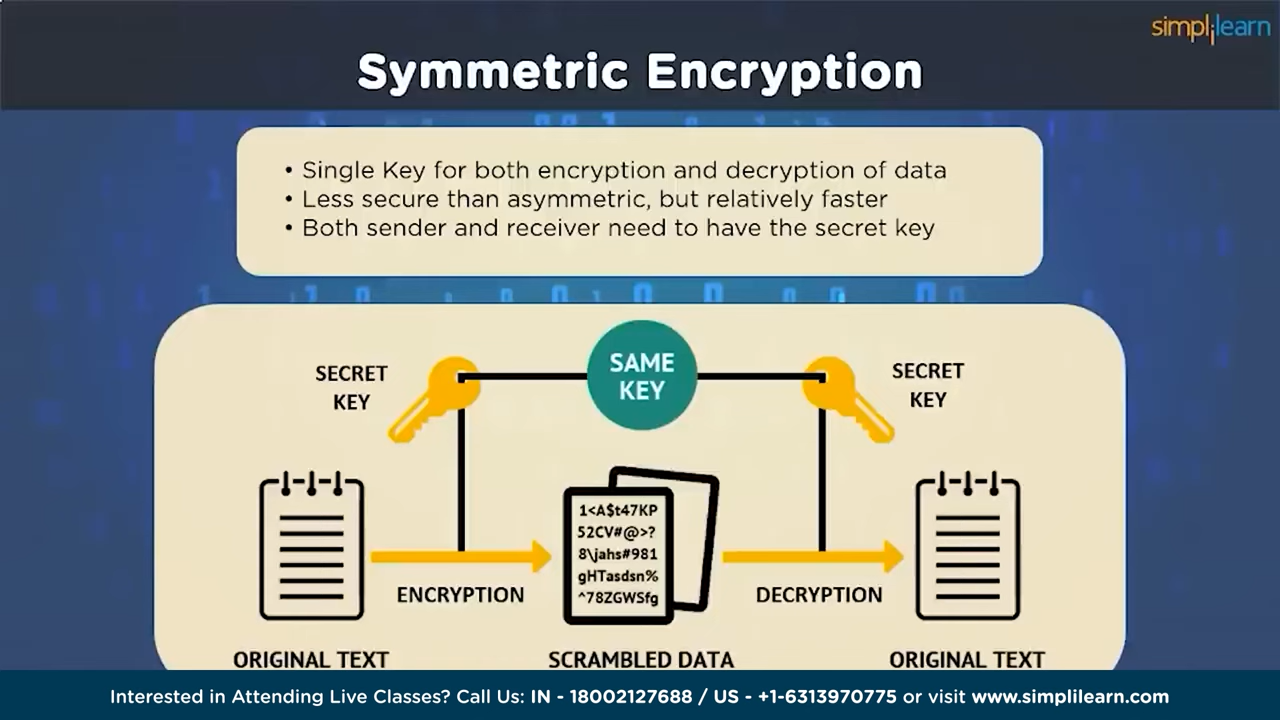 simplilearn
Symmetric Encryption
• Single Key for both encryption and decryption of data
• Less secure than asymmetric, but relatively faster
• Both sender and receiver need to have the secret key
SECRET
KEY
SAME
KEY
SECRET
KEY
1<A$t47KP
52CV#@>?
8\jahs#981
gHTasdsn%
^78ZGWSfg
ENCRYPTION
DECRYPTION
ORIGINAL TEXT
SCRAMBLED DATA
ORIGINAL TEXT
Interested in Attending Live Classes? Call Us: IN - 18002127688 / US - +1-6313970775 or visit www.simplilearn.com